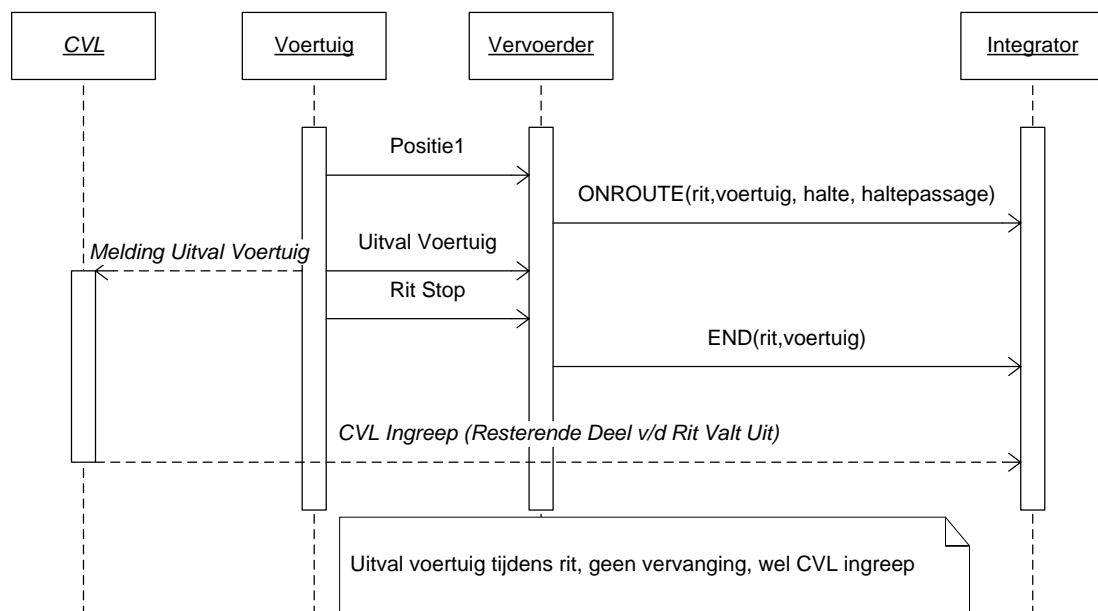 CVL
Voertuig
Vervoerder
Integrator
Positie1
ONROUTE(rit,voertuig, halte, haltepassage)
Melding Uitval Voertuig
Uitval Voertuig
Rit Stop
END(rit,voertuig)
CVL Ingreep (Resterende Deel v/d Rit Valt Uit)
Uitval voertuig tijdens rit, geen vervanging, wel CVL ingreep